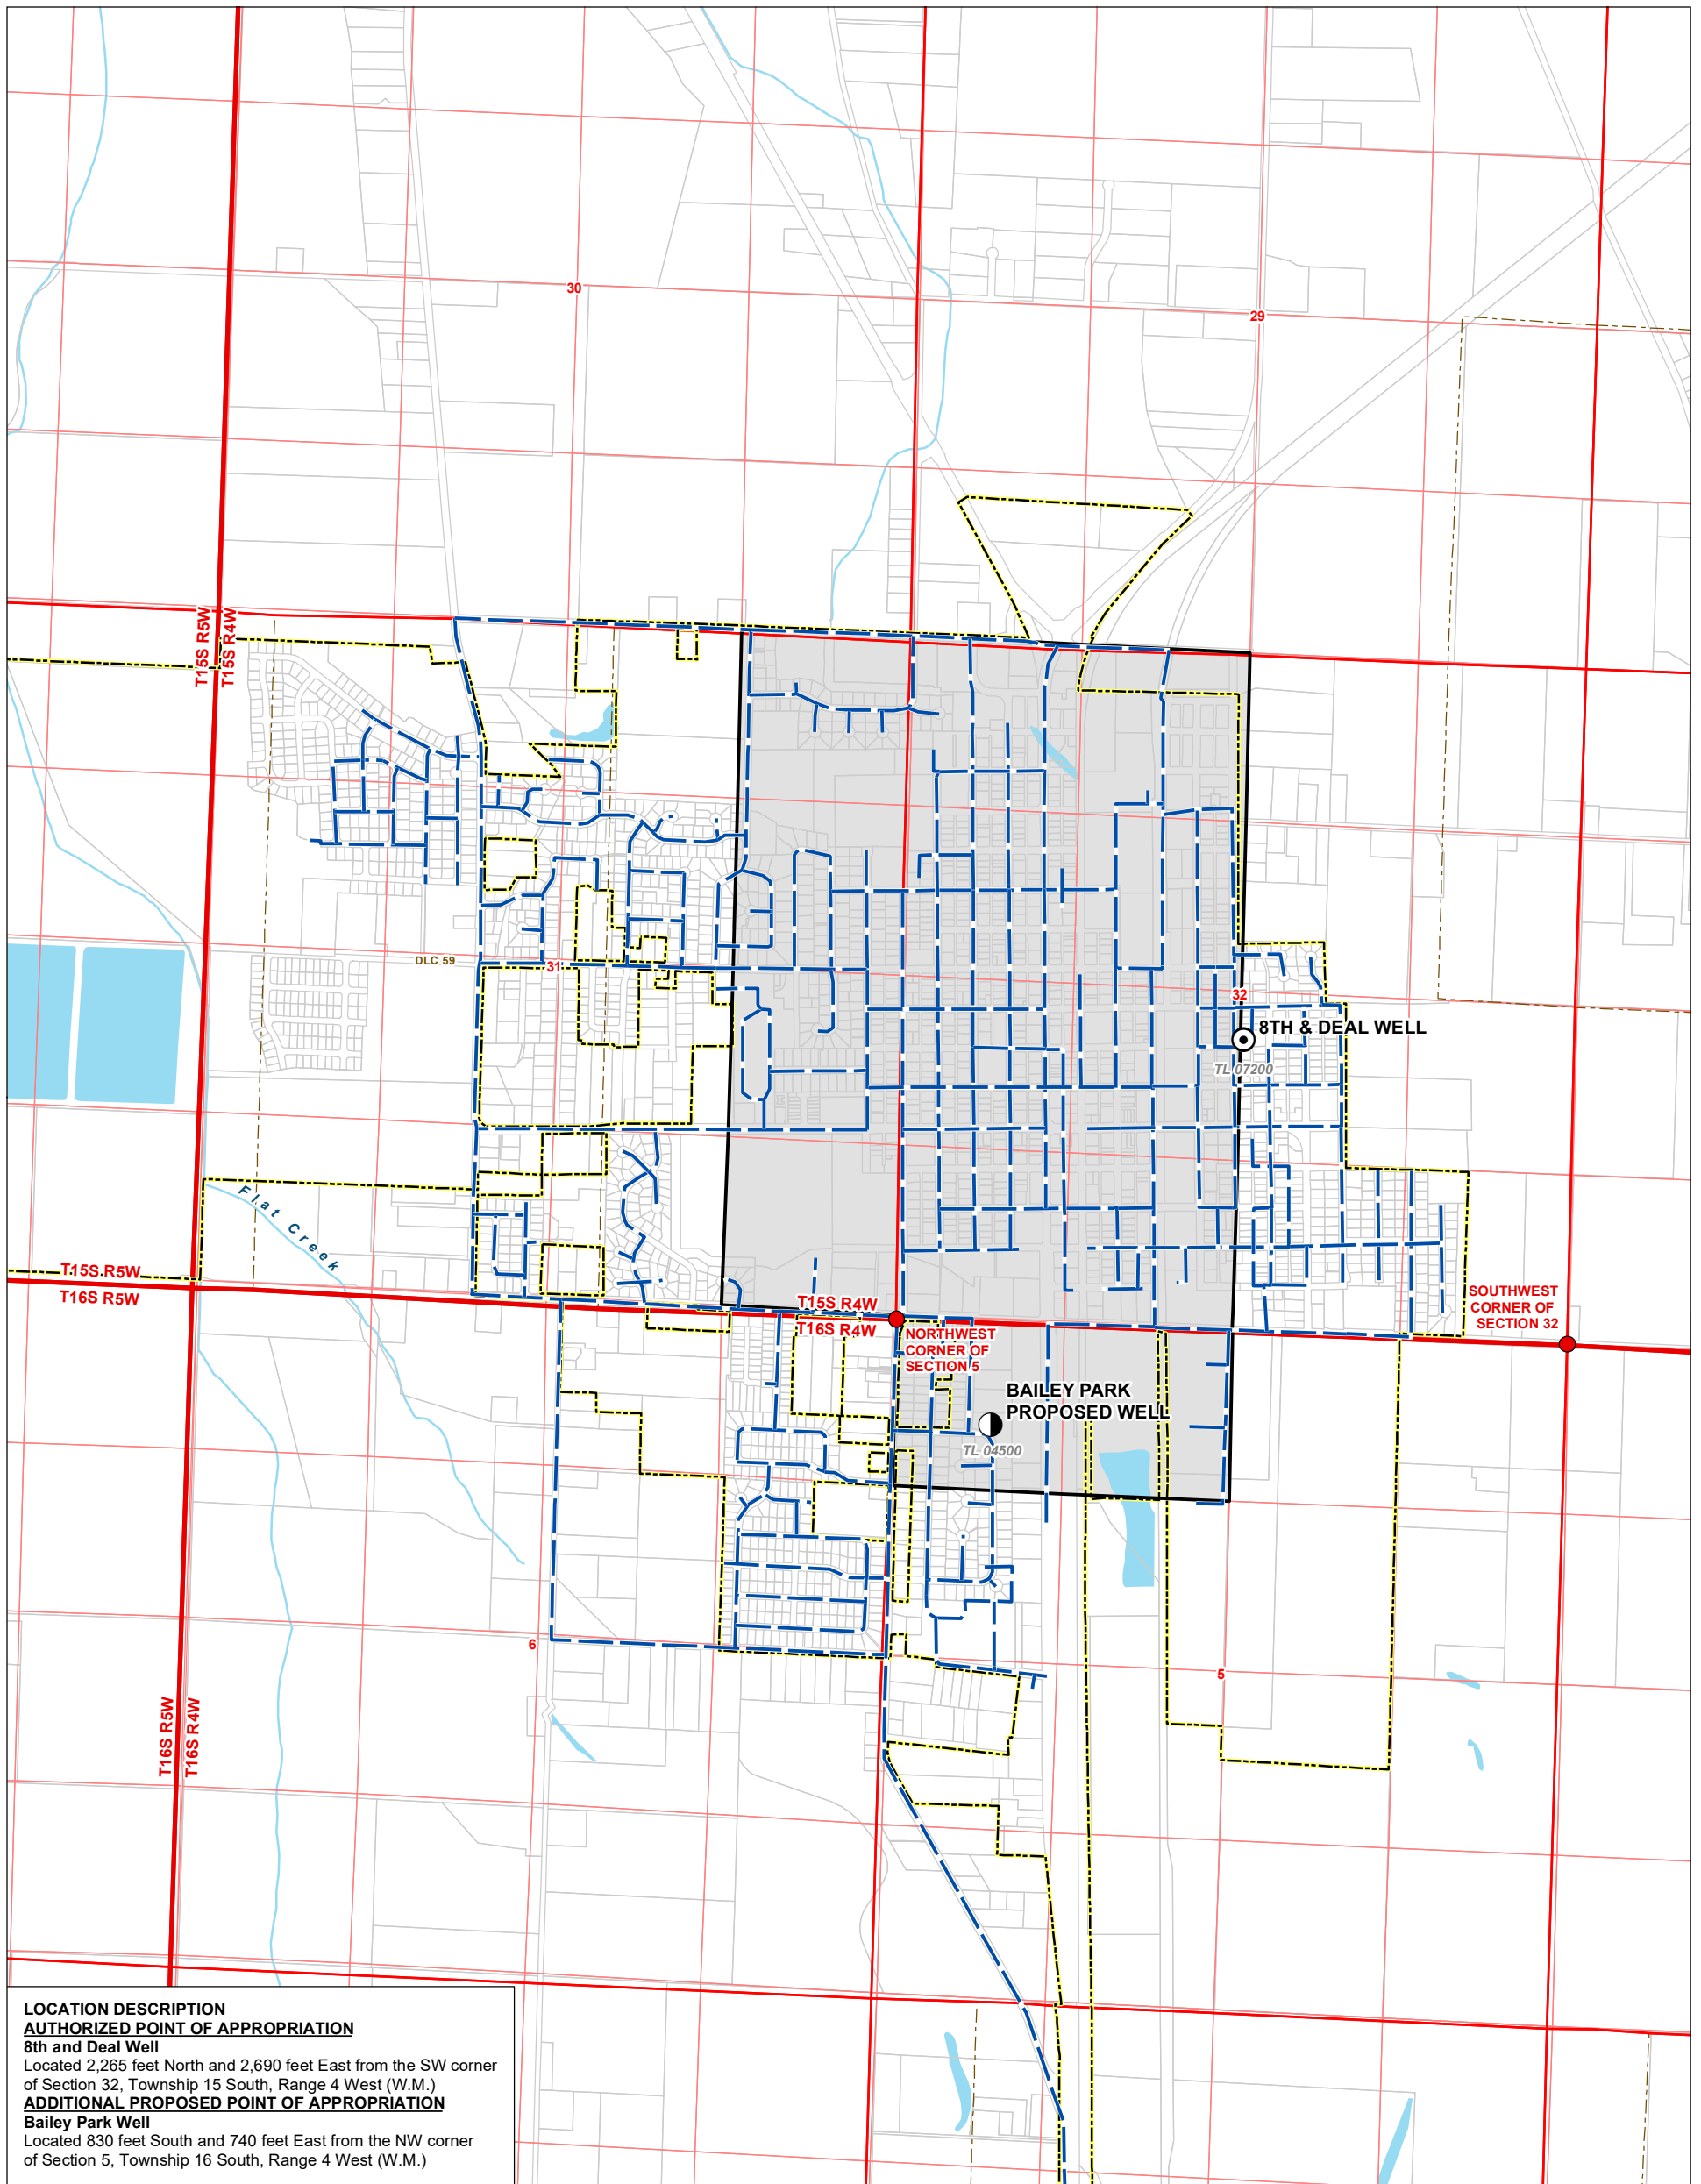 30
29
T15S R5W
T15S R4W
DLC 59
31
32
8TH & DEAL WELL
TL 07200
Flat Creek
T15S R5W
T16S R5W
T15S R4W
T16S R4W
NORTHWEST
CORNER OF
SECTION 5
SOUTHWEST
CORNER OF
SECTION 32
BAILEY PARK
PROPOSED WELL
TL 04500
6
5
T16S R5W
T16S R4W
LOCATION DESCRIPTION
AUTHORIZED POINT OF APPROPRIATION
8th and Deal Well
Located 2,265 feet North and 2,690 feet East from the SW corner
of Section 32, Township 15 South, Range 4 West (W.M.)
ADDITIONAL PROPOSED POINT OF APPROPRIATION
Bailey Park Well
Located 830 feet South and 740 feet East from the NW corner
of Section 5, Township 16 South, Range 4 West (W.M.)